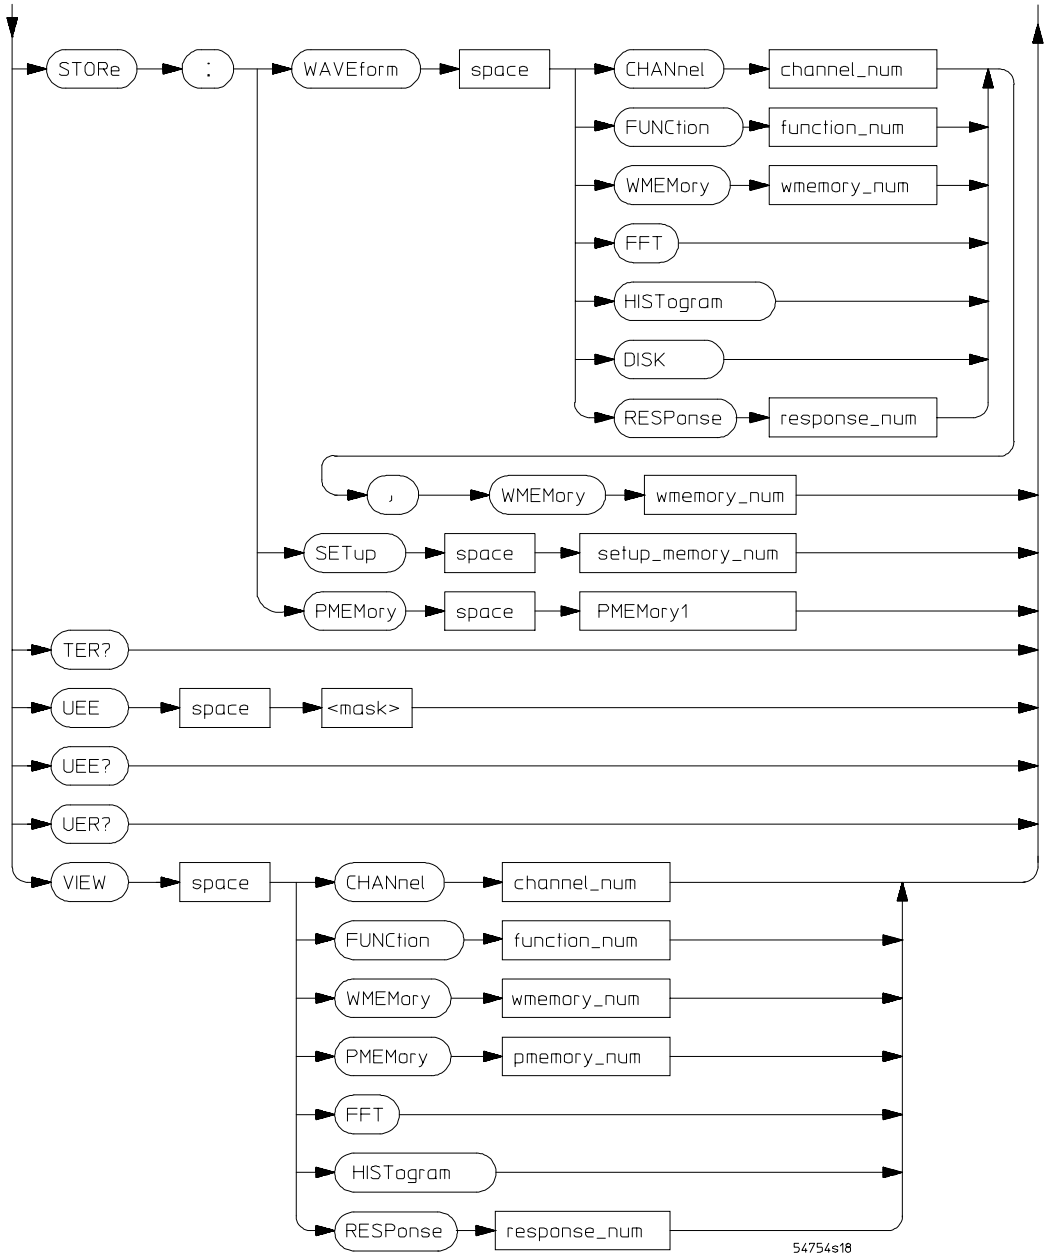 STORe : WAVEform space CHANnel channel_num
FUNCtion function_num
WMEMory wmemory_num
FFT
HISTogram
DISK
RESPonse response_num
, WMEMory wmemory_num
SETup space setup_memory_num
PMEMory space PMEMory1
TER?
UEE space <mask>
UEE?
UER?
VIEW space CHANnel channel_num
FUNCtion function_num
WMEMory wmemory_num
PMEMory pmemory_num
FFT
HISTogram
RESPonse response_num
54754s18